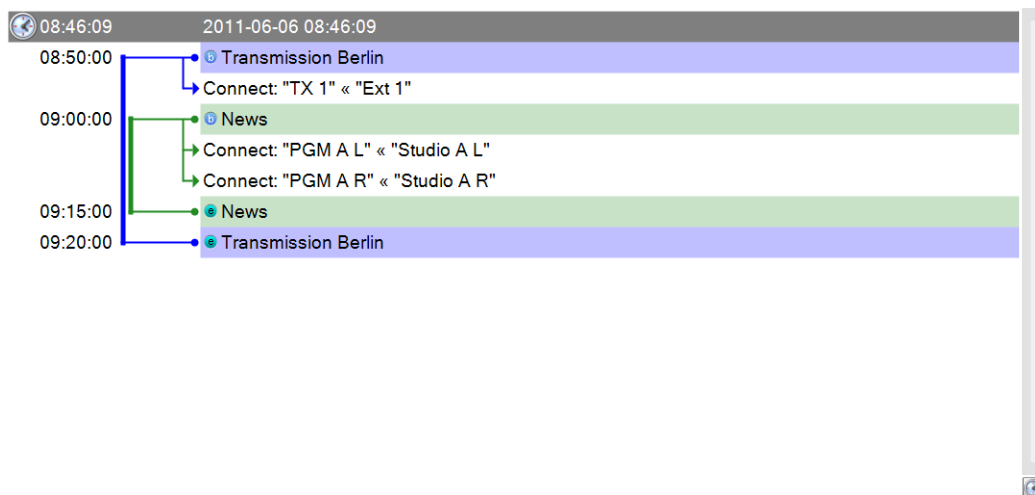 08:46:09 2011-06-06 08:46:09
08:50:00 b Transmission Berlin
Connect: "TX 1" « "Ext 1"
09:00:00 b News
Connect: "PGM A L" « "Studio A L"
Connect: "PGM A R" « "Studio A R"
09:15:00 e News
09:20:00 e Transmission Berlin